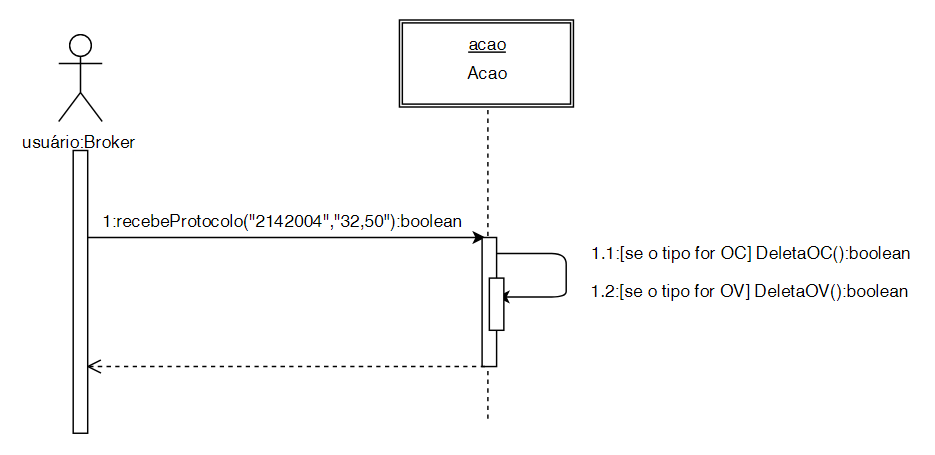 acao
Acao
usuário:Broker
1:recebeProtocolo("2142004","32,50"):boolean
1.1:[se o tipo for OC] DeletaOC():boolean
1.2:[se o tipo for OV] DeletaOV():boolean